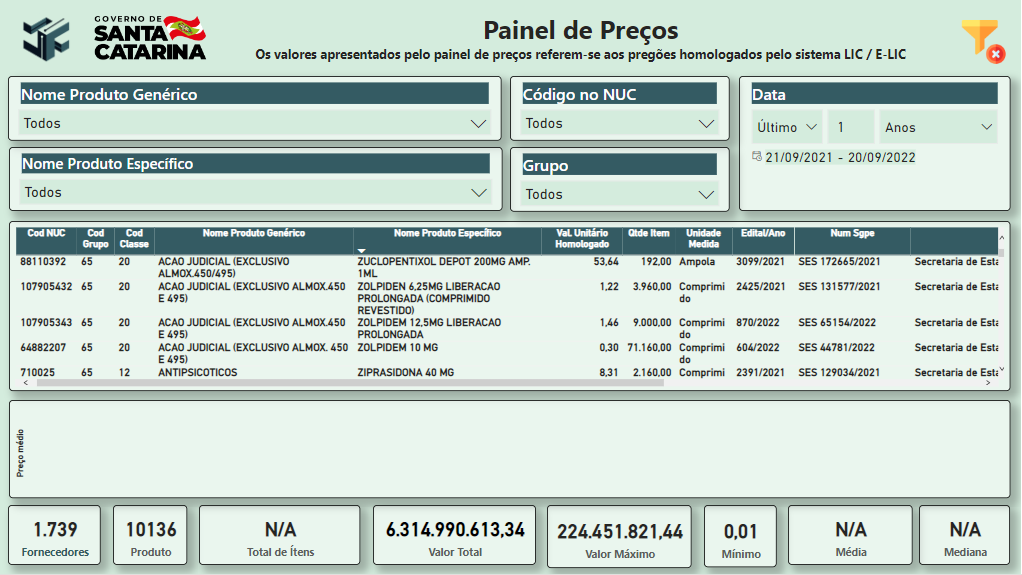 GOVERNO DE
SANTA
CATARINA
Painel de Preços
Os valores apresentados pelo painel de preços referem-se aos pregões homologados pelo sistema LIC / E-LIC
Nome Produto Genérico
Todos
Código no NUC
Todos
Data
Último 1 Anos
21/09/2021 - 20/09/2022
Nome Produto Específico
Todos
Grupo
Todos
Cod NUC Cod Grupo Cod Classe Nome Produto Genérico Nome Produto Específico Val. Unitário Homologado Qtde Item Unidade Medida Edital/Ano Num Sgpe
88110392 65 20 ACAO JUDICIAL (EXCLUSIVO ZUCLOPENTIXOL DEPOT 200MG AMP. 53,64 192,00 Ampola 3099/2021 SES 172665/2021 Secretaria de Esta
ALMOX.450/495) 1ML
107905432 65 20 ACAO JUDICIAL (EXCLUSIVO ALMOX.450 ZOLPIDEN 6,25MG LIBERACAO 1,22 3.960,00 Comprimi 2425/2021 SES 131577/2021 Secretaria de Esta
E 495) PROLONGADA (COMPRIMIDO do
REVESTIDO)
107905343 65 20 ACAO JUDICIAL (EXCLUSIVO ALMOX.450 ZOLPIDEM 12,5MG LIBERACAO 1,46 9.000,00 Comprimi 870/2022 SES 65154/2022 Secretaria de Esta
E 495) PROLONGADA do
64882207 65 20 ACAO JUDICIAL (EXCLUSIVO ALMOX. 450 ZOLPIDEM 10 MG 0,30 71.160,00 Comprimi 604/2022 SES 44781/2022 Secretaria de Esta
E 495) do
710025 65 12 ANTIPSICOTICOS ZIPRASIDONA 40 MG 8,31 2.160,00 Comprimi 2391/2021 SES 129034/2021 Secretaria de Esta
Preço médio
1.739
Fornecedores
10136
Produto
N/A
Total de Ítens
6.314.990.613,34
Valor Total
224.451.821,44
Valor Máximo
0,01
Mínimo
N/A
Média
N/A
Mediana